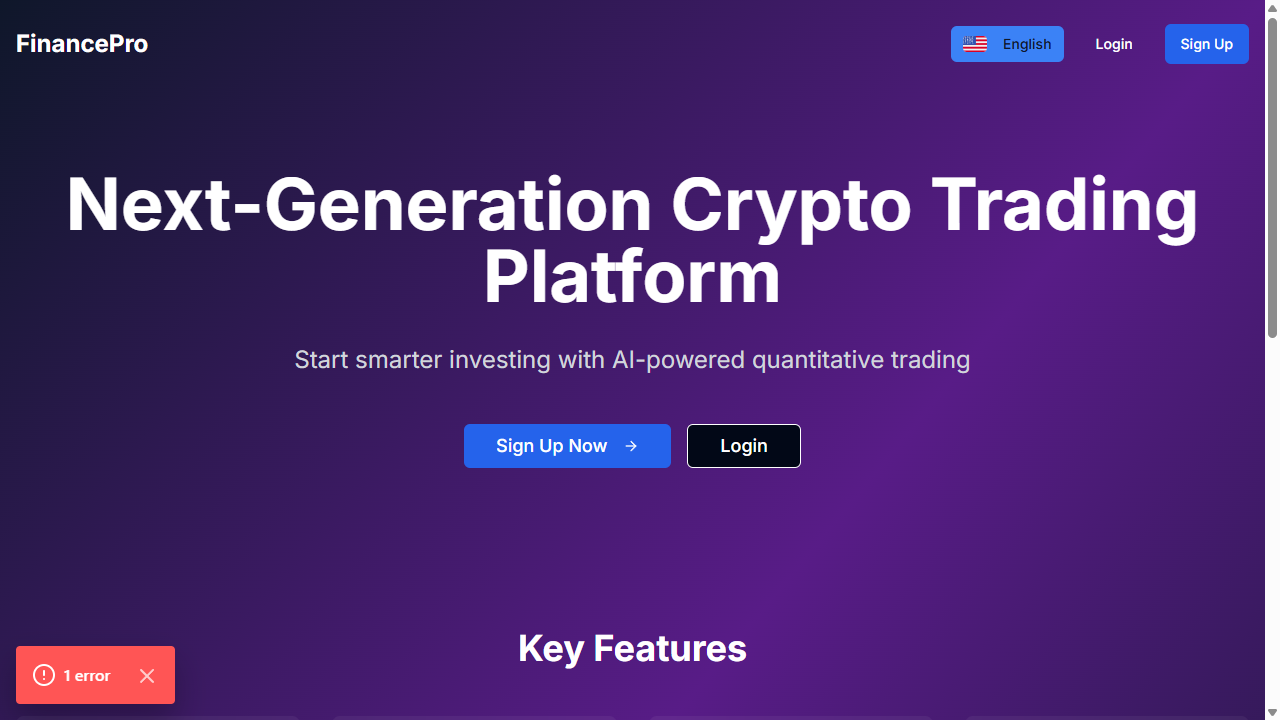 FinancePro
English
Login
Sign Up
Next-Generation Crypto Trading
Platform
Start smarter investing with AI-powered quantitative trading
Sign Up Now
Login
Key Features
1 error